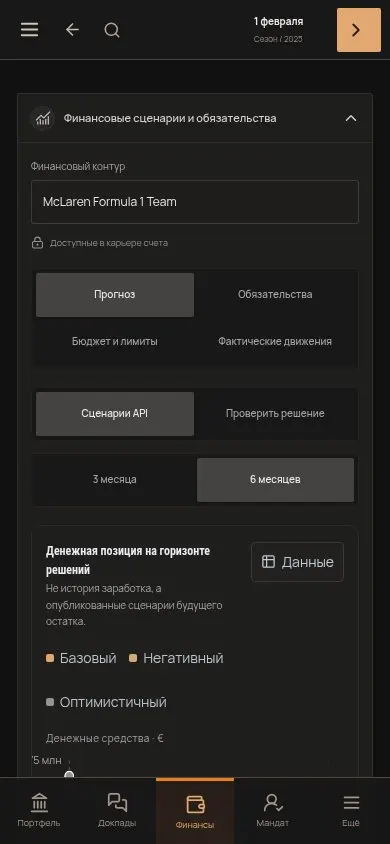 1 февраля
Сезон / 2025
Финансовые сценарии и обязательства
Финансовый контур
McLaren Formula 1 Team
Доступные в карьере счета
Прогноз
Обязательства
Бюджет и лимиты
Фактические движения
Сценарии API
Проверить решение
3 месяца
6 месяцев
Денежная позиция на горизонте
решений
Данные
Не история заработка, а
опубликованные сценарии будущего
остатка.
Базовый
Негативный
Оптимистичный
Денежные средства · €
75 млн
Портфель
Доклады
Финансы
Мандат
Ещё